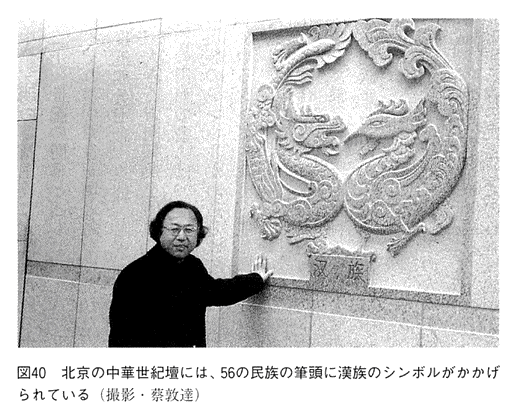 汉族
図40　北京の中華世紀壇には、56の民族の筆頭に漢族のシンボルがかかげ
られている（撮影・蔡敦達）